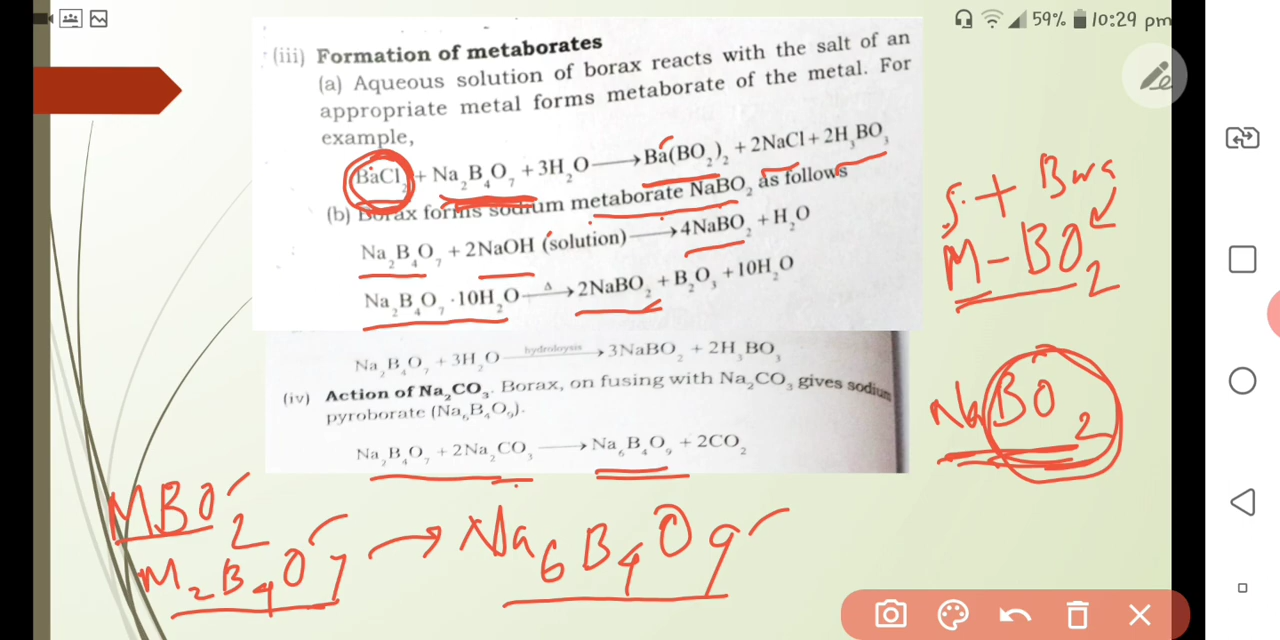 59% 10:29 pm
(iii) Formation of metaborates
(a) Aqueous solution of borax reacts with the salt of an
appropriate metal forms metaborate of the metal. For
example,
BaCl₂ + Na₂B₄O₇ + 3H₂O ⟶ Ba(BO₂)₂ + 2NaCl + 2H₃BO₃
(b) Borax forms sodium metaborate NaBO₂ as follows
Na₂B₄O₇ + 2NaOH (solution) ⟶ 4NaBO₂ + H₂O
Na₂B₄O₇ · 10H₂O —Δ→ 2NaBO₂ + B₂O₃ + 10H₂O
Na₂B₄O₇ + 3H₂O —hydroloysis→ 3NaBO₂ + 2H₃BO₃
(iv) Action of Na₂CO₃. Borax, on fusing with Na₂CO₃ gives sodium
pyroborate (Na₆B₄O₉).
Na₂B₄O₇ + 2Na₂CO₃ ⟶ Na₆B₄O₉ + 2CO₂
M - BO₂
NaBO₂
MBO₂
M₂B₄O₇ → Na₆B₄O₉